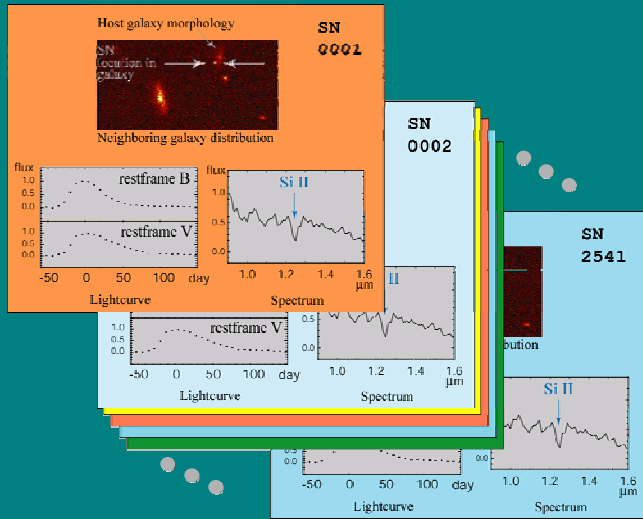 Host galaxy morphology
SN
0001
SN
location in
galaxy
Neighboring galaxy distribution
flux
1.0
0.5
0.0
restframe B
1.0
0.5
0.0
restframe V
-50 0 50 100 day
Lightcurve
flux
1.0
0.5
0.0
Si II
1.0 1.2 1.4 1.6
µm
Spectrum
SN
0002
1.0
0.5
0.0
restframe V
-50 0 50 100 day
Lightcurve
II
0.5
0.0
1.0 1.2 1.4 1.6
µm
Spectrum
SN
2541
bution
0.0
-50 0 50 100 day
Lightcurve
Si II
0.5
0.0
1.0 1.2 1.4 1.6
µm
Spectrum